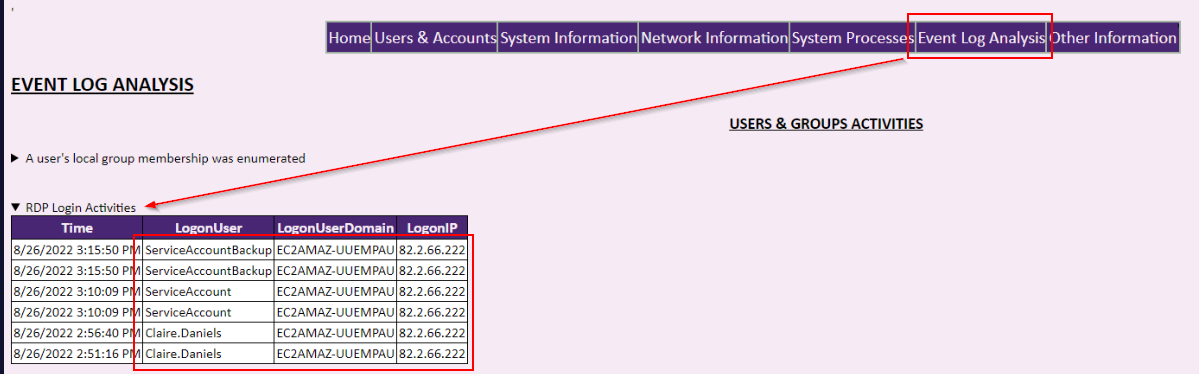 Home Users & Accounts System Information Network Information System Processes Event Log Analysis Other Information
EVENT LOG ANALYSIS
USERS & GROUPS ACTIVITIES
▶ A user's local group membership was enumerated
▼ RDP Login Activities
Time LogonUser LogonUserDomain LogonIP
8/26/2022 3:15:50 PM ServiceAccountBackup EC2AMAZ-UUEMPAU 82.2.66.222
8/26/2022 3:15:50 PM ServiceAccountBackup EC2AMAZ-UUEMPAU 82.2.66.222
8/26/2022 3:10:09 PM ServiceAccount EC2AMAZ-UUEMPAU 82.2.66.222
8/26/2022 3:10:09 PM ServiceAccount EC2AMAZ-UUEMPAU 82.2.66.222
8/26/2022 2:56:40 PM Claire.Daniels EC2AMAZ-UUEMPAU 82.2.66.222
8/26/2022 2:51:16 PM Claire.Daniels EC2AMAZ-UUEMPAU 82.2.66.222